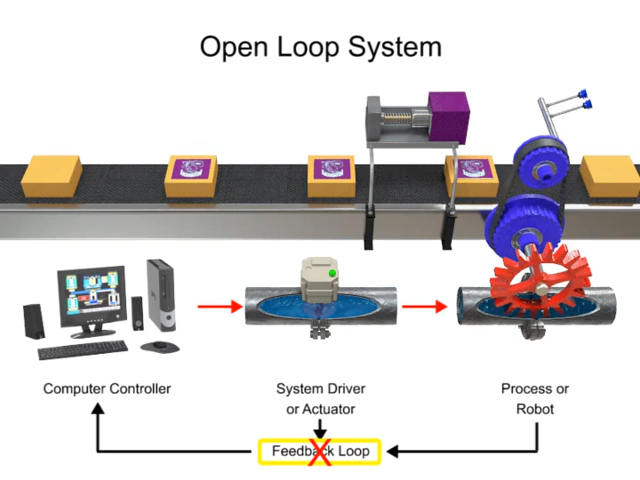 Open Loop System
Computer Controller
System Driver
or Actuator
Process or
Robot
Feedback Loop